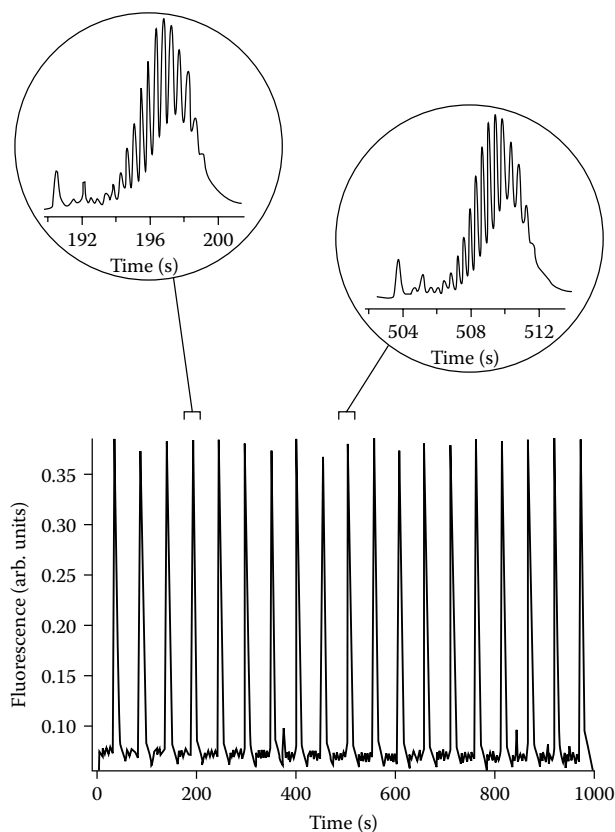 192 196 200
Time (s)
504 508 512
Time (s)
0.35
0.30
0.25
0.20
0.15
0.10
Fluorescence (arb. units)
0 200 400 600 800 1000
Time (s)